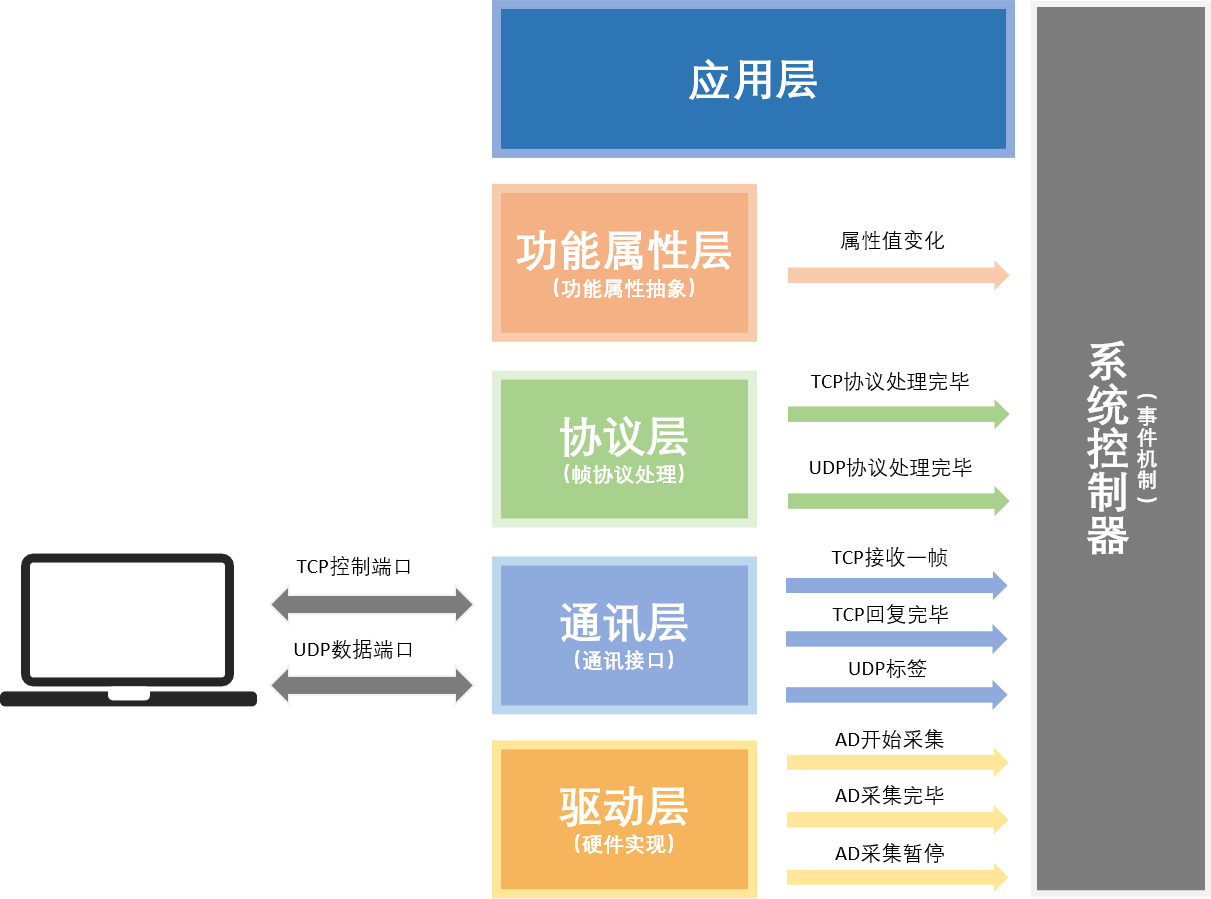 应用层
功能属性层
(功能属性抽象)
属性值变化
协议层
(帧协议处理)
TCP协议处理完毕
UDP协议处理完毕
TCP控制端口
UDP数据端口
通讯层
(通讯接口)
TCP接收一帧
TCP回复完毕
UDP标签
驱动层
(硬件实现)
AD开始采集
AD采集完毕
AD采集暂停
系统控制器
(事件机制)